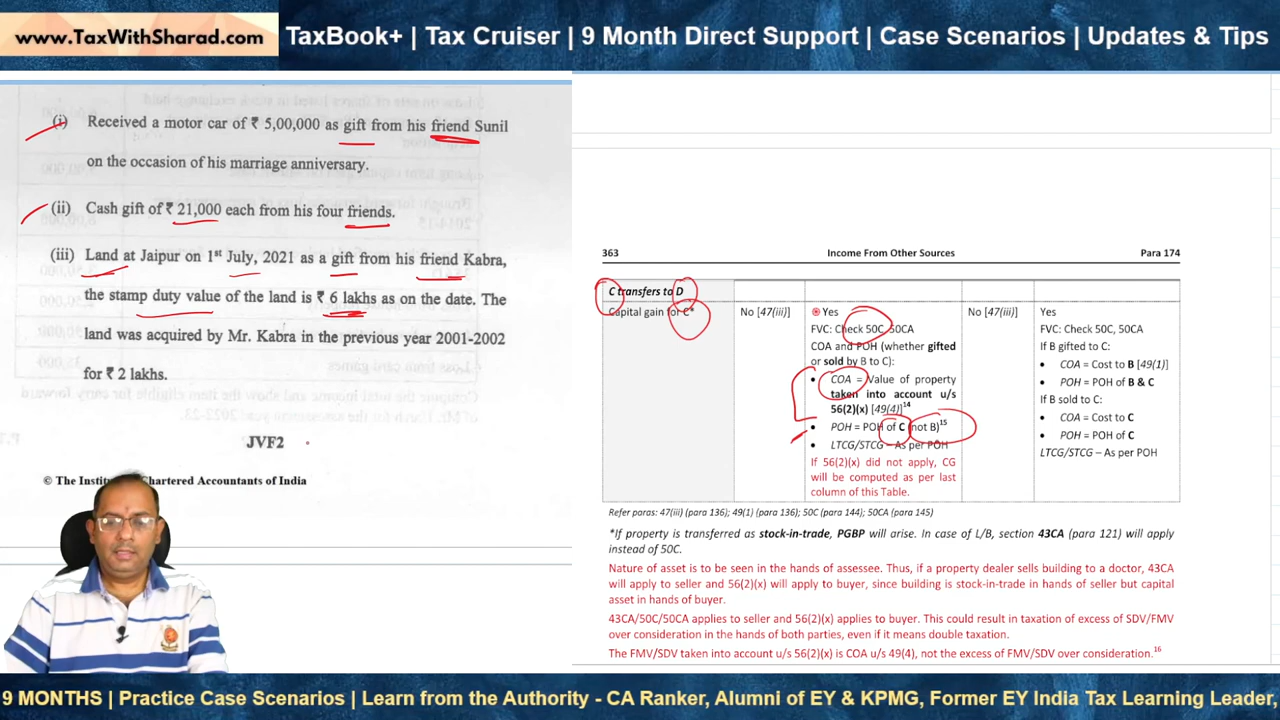 www.TaxWithSharad.com
TaxBook+ | Tax Cruiser | 9 Month Direct Support | Case Scenarios | Updates & Tips
(i) Received a motor car of ₹ 5,00,000 as gift from his friend Sunil
on the occasion of his marriage anniversary.
(ii) Cash gift of ₹ 21,000 each from his four friends.
(iii) Land at Jaipur on 1st July, 2021 as a gift from his friend Kabra,
the stamp duty value of the land is ₹ 6 lakhs as on the date. The
land was acquired by Mr. Kabra in the previous year 2001-2002
for ₹ 2 lakhs.
JVF2
© The Institute of Chartered Accountants of India
363 Income From Other Sources Para 174
C transfers to D
Capital gain for C*
No [47(iii)]
Yes
FVC: Check 50C, 50CA
COA and POH (whether gifted
or sold by B to C):
• COA = Value of property
taken into account u/s
56(2)(x) [49(4)]14
• POH = POH of C (not B)15
• LTCG/STCG – As per POH
If 56(2)(x) did not apply, CG
will be computed as per last
column of this Table.
No [47(iii)]
Yes
FVC: Check 50C, 50CA
If B gifted to C:
• COA = Cost to B [49(1)]
• POH = POH of B & C
If B sold to C:
• COA = Cost to C
• POH = POH of C
LTCG/STCG – As per POH
Refer paras: 47(iii) (para 136); 49(1) (para 136); 50C (para 144); 50CA (para 145)
*If property is transferred as stock-in-trade, PGBP will arise. In case of L/B, section 43CA (para 121) will apply
instead of 50C.
Nature of asset is to be seen in the hands of assessee. Thus, if a property dealer sells building to a doctor, 43CA
will apply to seller and 56(2)(x) will apply to buyer, since building is stock-in-trade in hands of seller but capital
asset in hands of buyer.
43CA/50C/50CA applies to seller and 56(2)(x) applies to buyer. This could result in taxation of excess of SDV/FMV
over consideration in the hands of both parties, even if it means double taxation.
The FMV/SDV taken into account u/s 56(2)(x) is COA u/s 49(4), not the excess of FMV/SDV over consideration.16
9 MONTHS | Practice Case Scenarios | Learn from the Authority - CA Ranker, Alumni of EY & KPMG, Former EY India Tax Learning Leader,